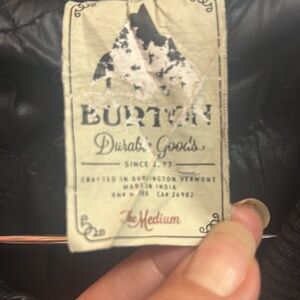 BURTON
Durable Goods
SINCE 1977
CRAFTED IN BURLINGTON VERMONT
MADE IN INDIA
CA# 26902
The Medium